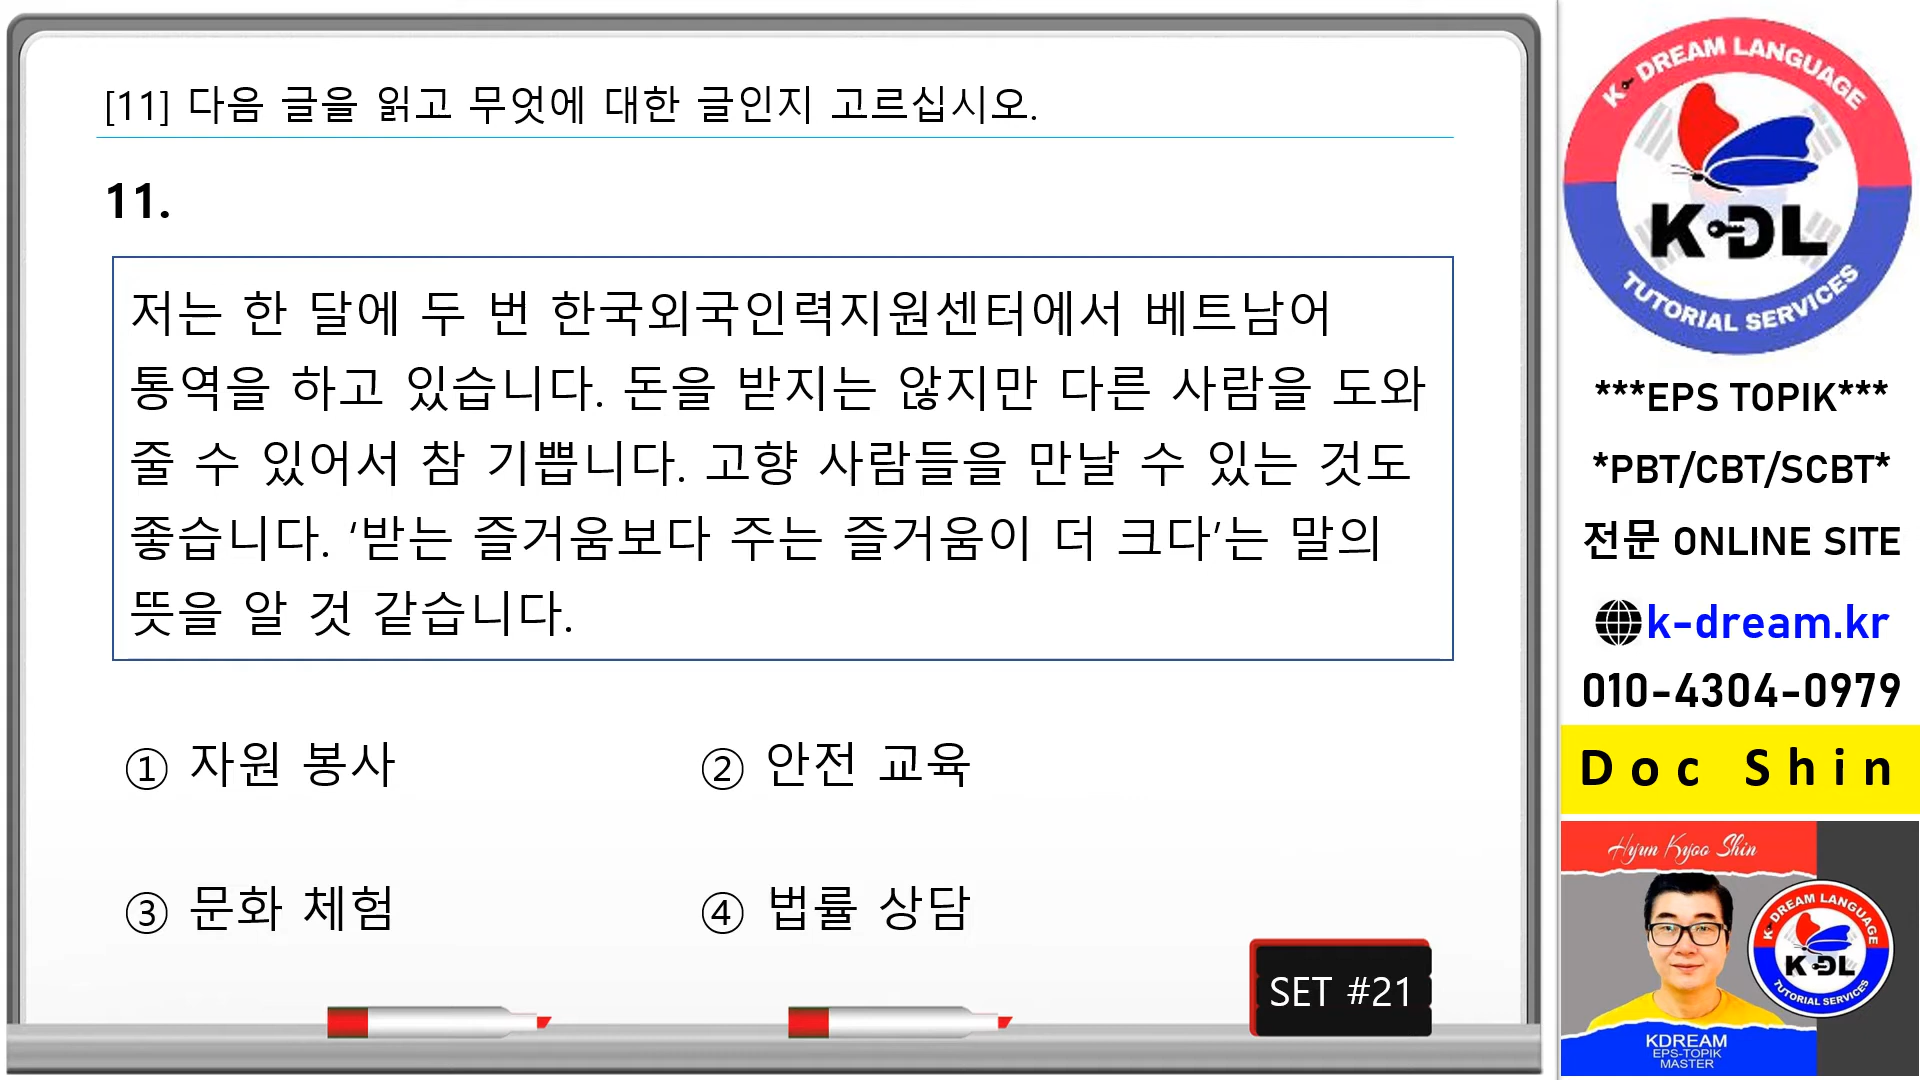 [11] 다음 글을 읽고 무엇에 대한 글인지 고르십시오.
11.
저는 한 달에 두 번 한국외국인력지원센터에서 베트남어
통역을 하고 있습니다. 돈을 받지는 않지만 다른 사람을 도와
줄 수 있어서 참 기쁩니다. 고향 사람들을 만날 수 있는 것도
좋습니다. ‘받는 즐거움보다 주는 즐거움이 더 크다’는 말의
뜻을 알 것 같습니다.
① 자원 봉사
② 안전 교육
③ 문화 체험
④ 법률 상담
SET #21
K-DREAM LANGUAGE
K-DL
TUTORIAL SERVICES
***EPS TOPIK***
*PBT/CBT/SCBT*
전문 ONLINE SITE
k-dream.kr
010-4304-0979
Doc Shin
Hyun Kyoo Shin
K-DREAM LANGUAGE
K-DL
TUTORIAL SERVICES
KDREAM
EPS-TOPIK
MASTER